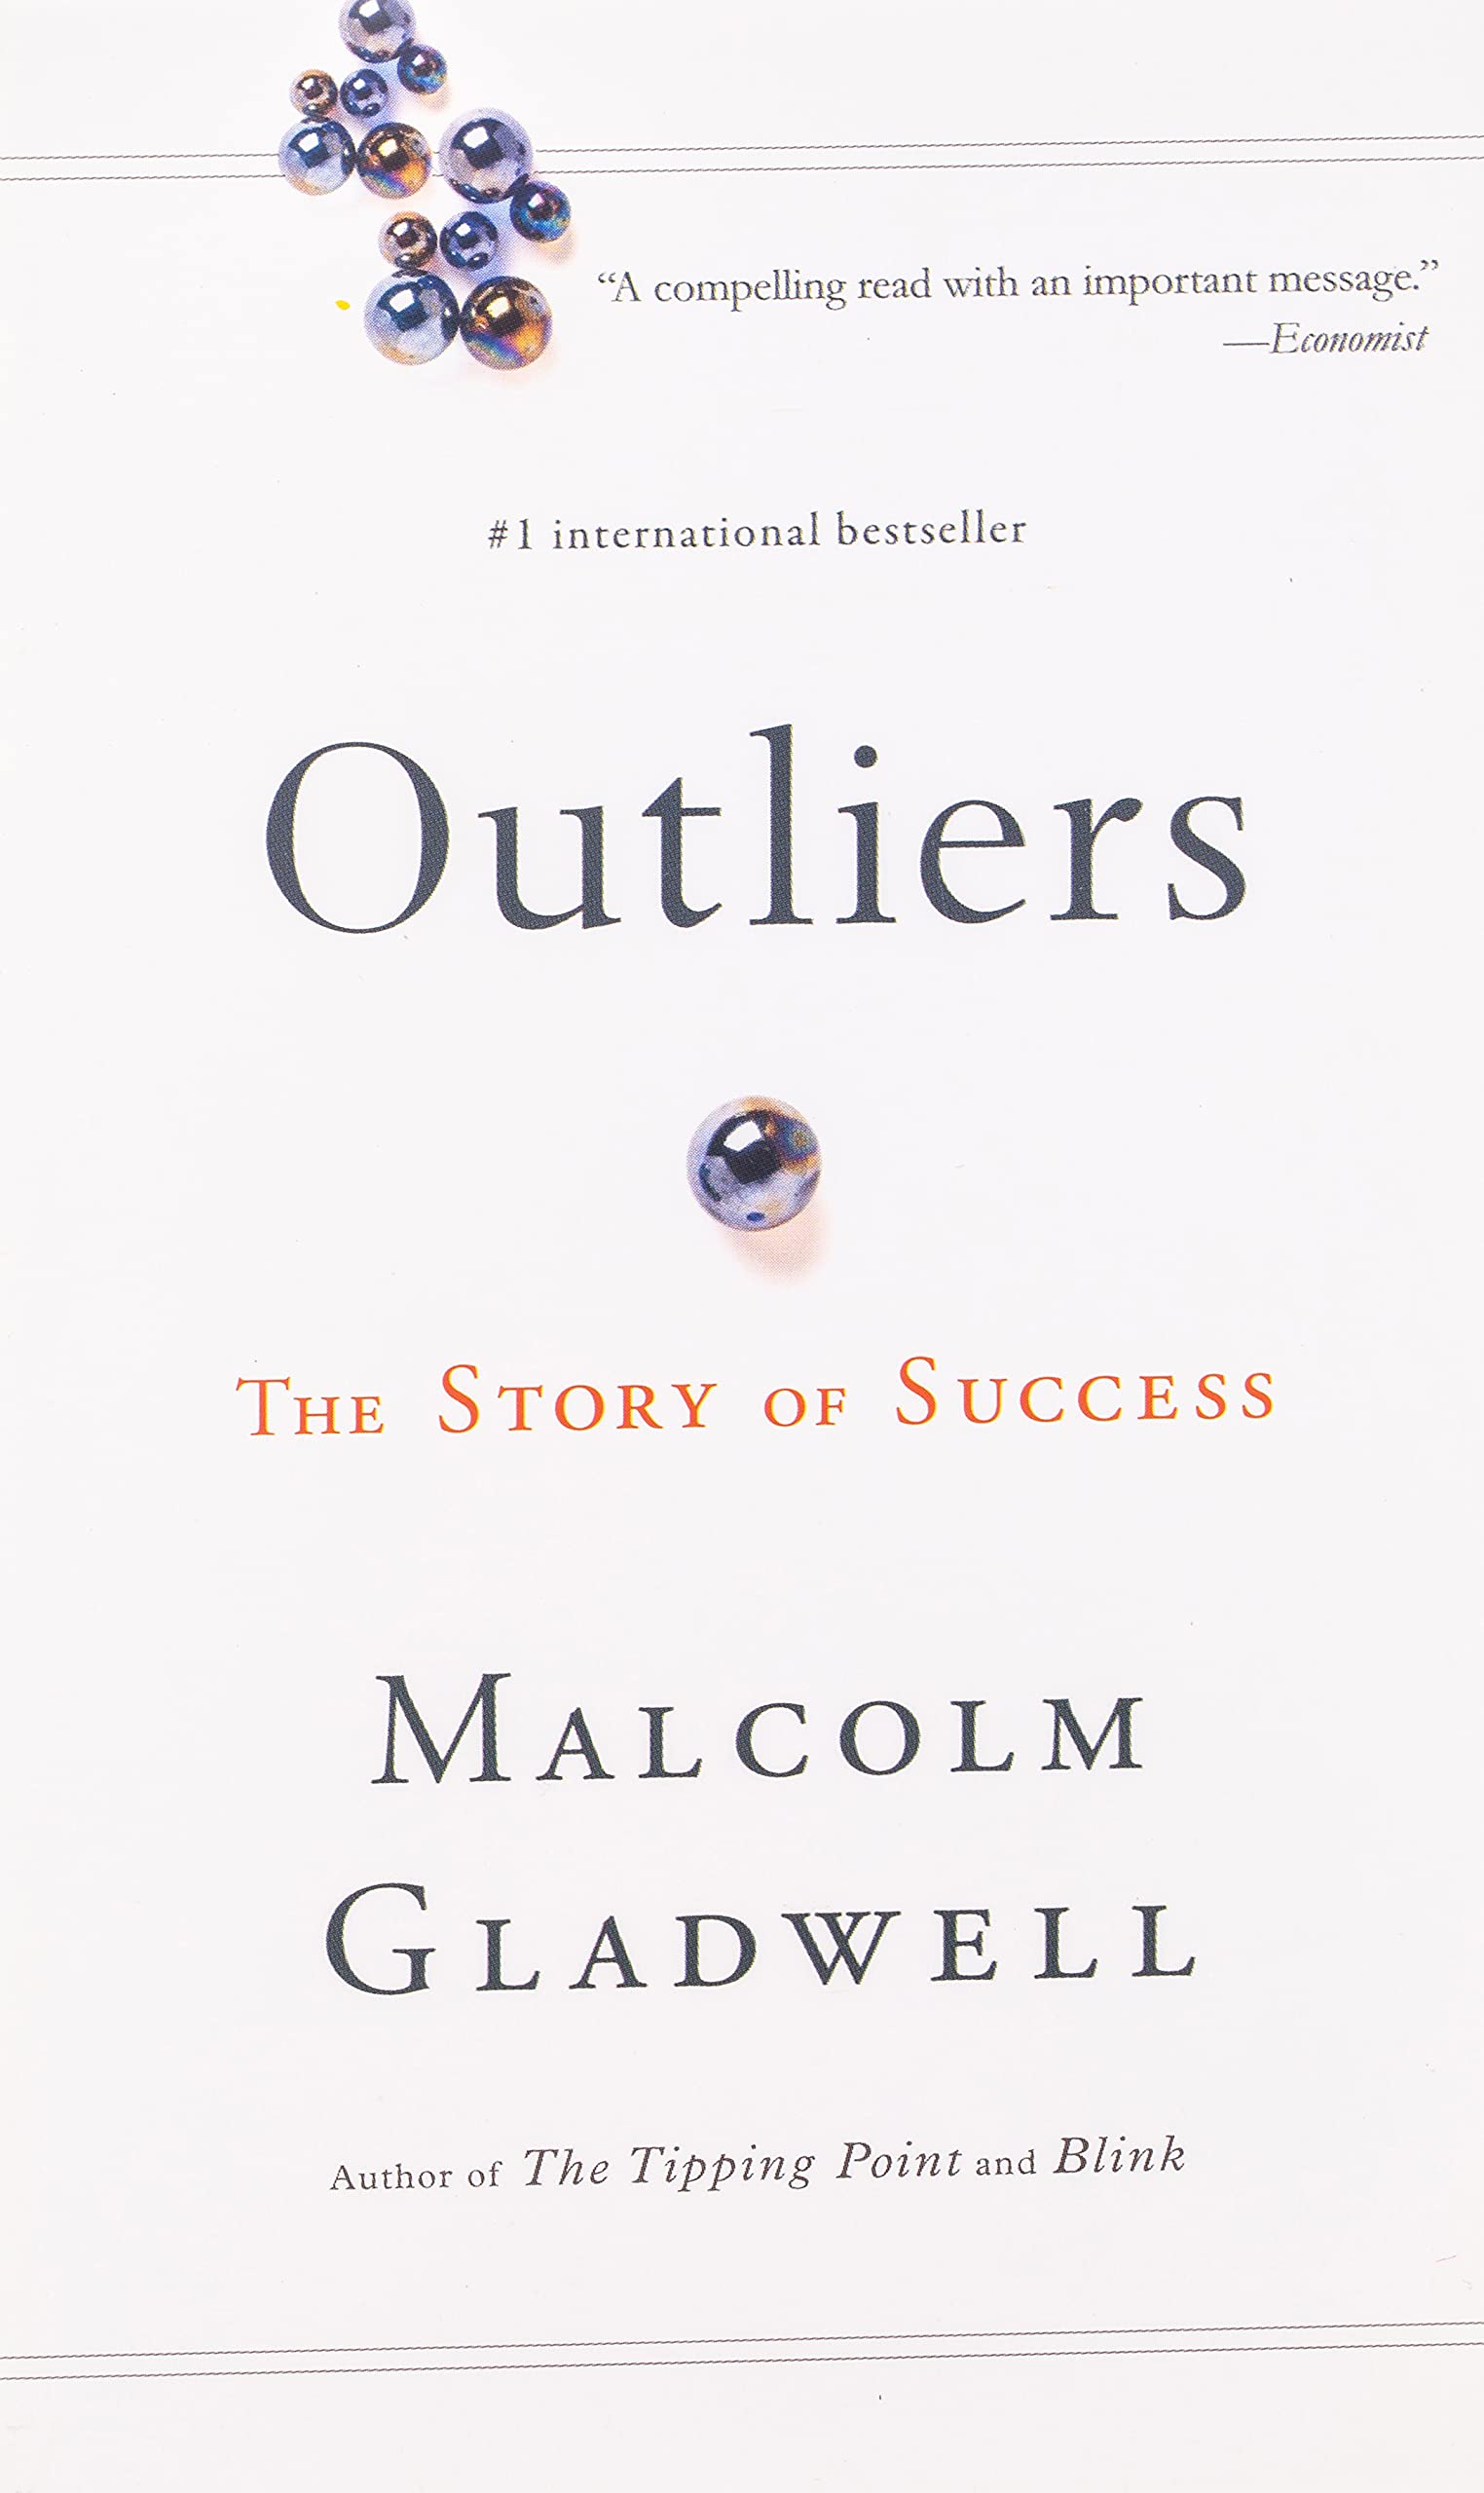 “A compelling read with an important message.”
—Economist
#1 international bestseller
Outliers
The Story of Success
Malcolm
Gladwell
Author of The Tipping Point and Blink